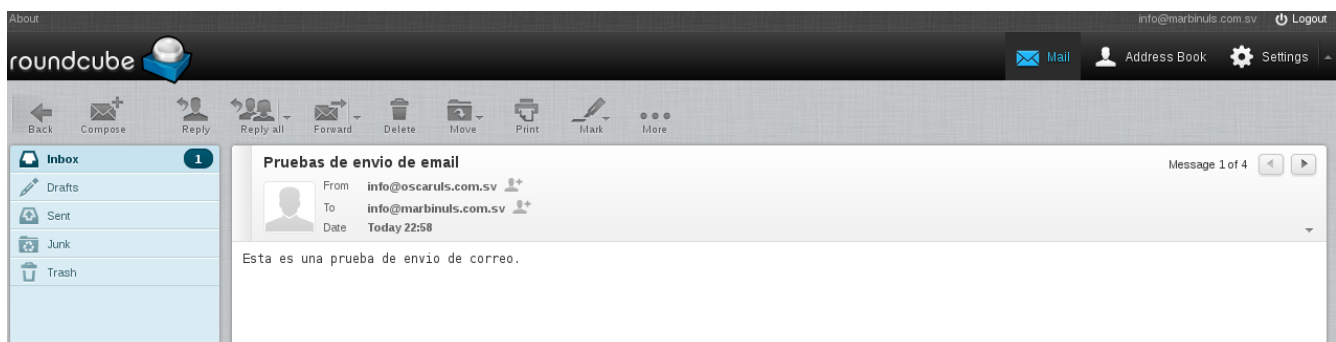 About info@marbinuls.com.sv Logout
roundcube Mail Address Book Settings
Back Compose Reply Reply all Forward Delete Move Print Mark More
Inbox 1
Drafts
Sent
Junk
Trash
Pruebas de envio de email Message 1 of 4
From info@oscaruls.com.sv
To info@marbinuls.com.sv
Date Today 22:58
Esta es una prueba de envio de correo.